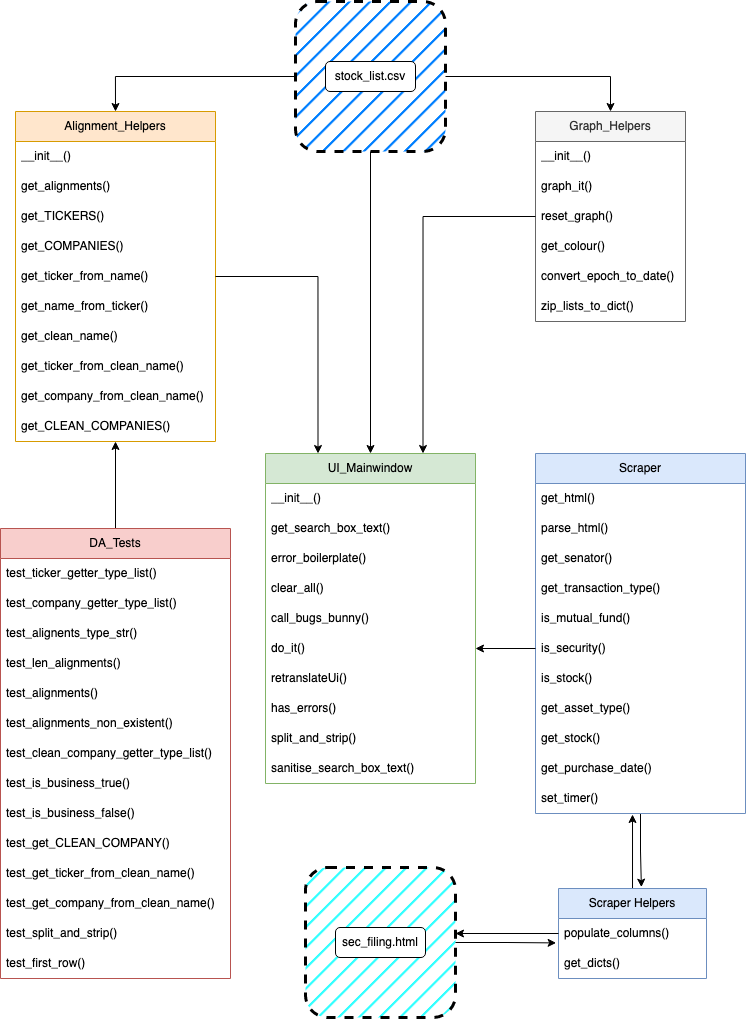 stock_list.csv
Alignment_Helpers
__init__()
get_alignments()
get_TICKERS()
get_COMPANIES()
get_ticker_from_name()
get_name_from_ticker()
get_clean_name()
get_ticker_from_clean_name()
get_company_from_clean_name()
get_CLEAN_COMPANIES()
Graph_Helpers
__init__()
graph_it()
reset_graph()
get_colour()
convert_epoch_to_date()
zip_lists_to_dict()
UI_Mainwindow
__init__()
get_search_box_text()
error_boilerplate()
clear_all()
call_bugs_bunny()
do_it()
retranslateUi()
has_errors()
split_and_strip()
sanitise_search_box_text()
Scraper
get_html()
parse_html()
get_senator()
get_transaction_type()
is_mutual_fund()
is_security()
is_stock()
get_asset_type()
get_stock()
get_purchase_date()
set_timer()
DA_Tests
test_ticker_getter_type_list()
test_company_getter_type_list()
test_alignents_type_str()
test_len_alignments()
test_alignments()
test_alignments_non_existent()
test_clean_company_getter_type_list()
test_is_business_true()
test_is_business_false()
test_get_CLEAN_COMPANY()
test_get_ticker_from_clean_name()
test_get_company_from_clean_name()
test_split_and_strip()
test_first_row()
sec_filing.html
Scraper Helpers
populate_columns()
get_dicts()